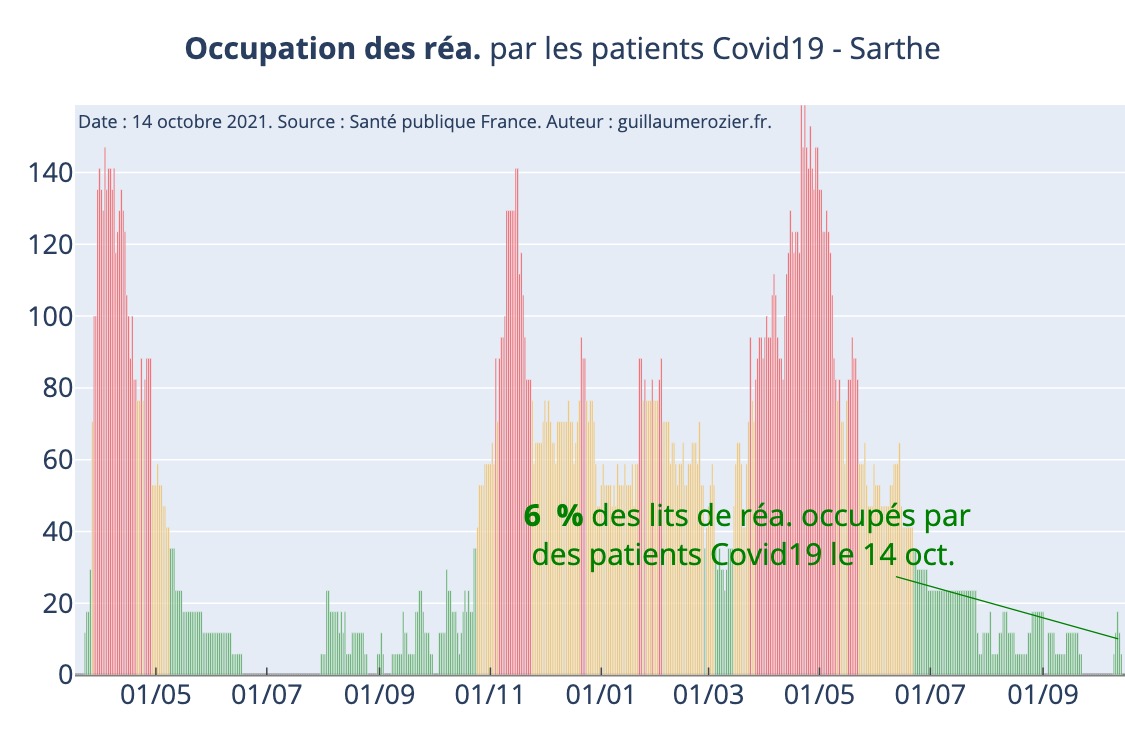 Occupation des réa. par les patients Covid19 - Sarthe
Date : 14 octobre 2021. Source : Santé publique France. Auteur : guillaumerozier.fr.
140
120
100
80
60
40
20
0
6 % des lits de réa. occupés par
des patients Covid19 le 14 oct.
01/05 01/07 01/09 01/11 01/01 01/03 01/05 01/07 01/09